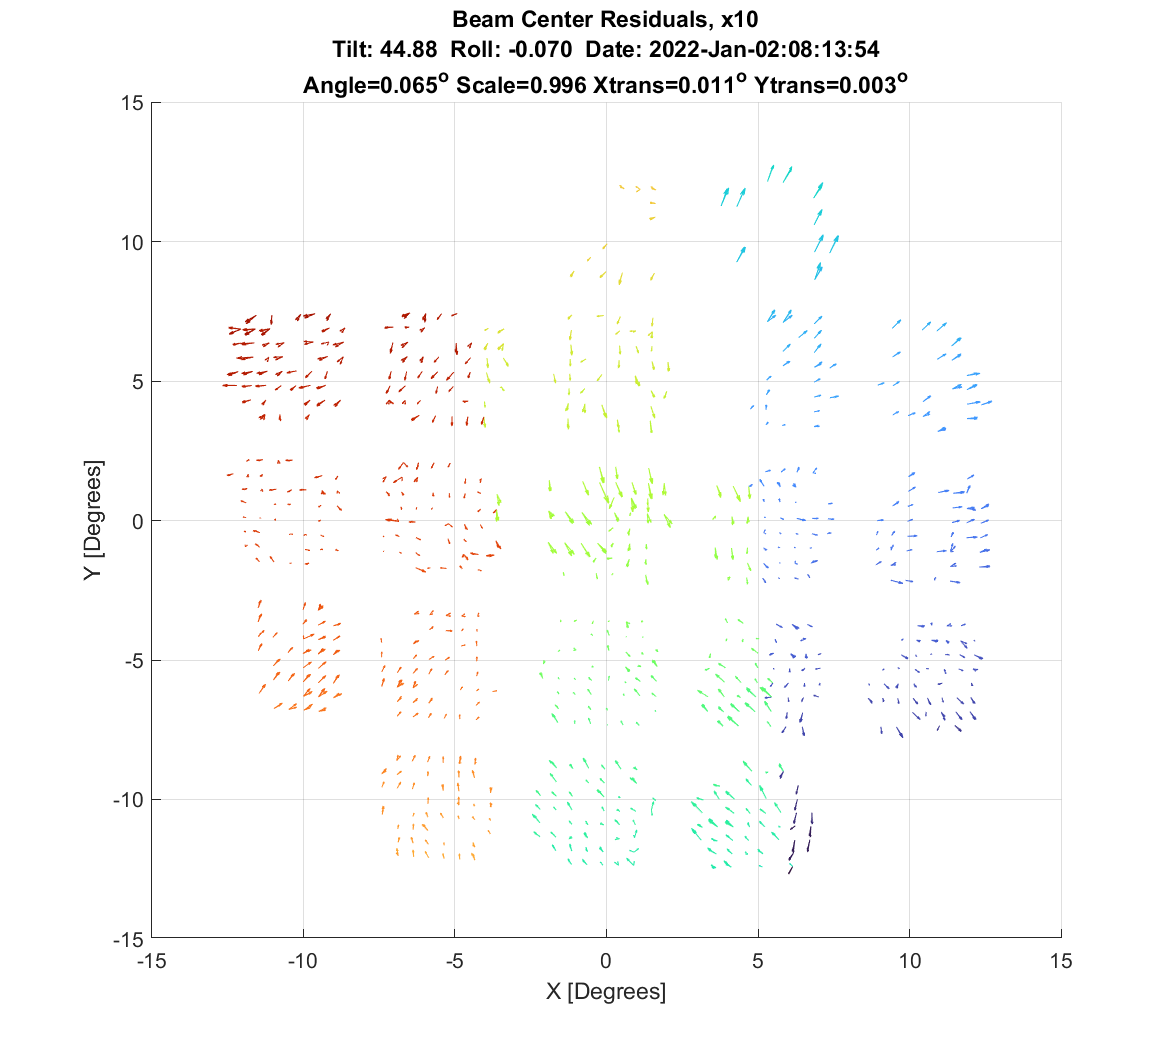 Beam Center Residuals, x10
Tilt: 44.88 Roll: -0.070 Date: 2022-Jan-02:08:13:54
Angle=0.065° Scale=0.996 Xtrans=0.011° Ytrans=0.003°
15
10
5
0
-5
-10
-15
Y [Degrees]
-15 -10 -5 0 5 10 15
X [Degrees]